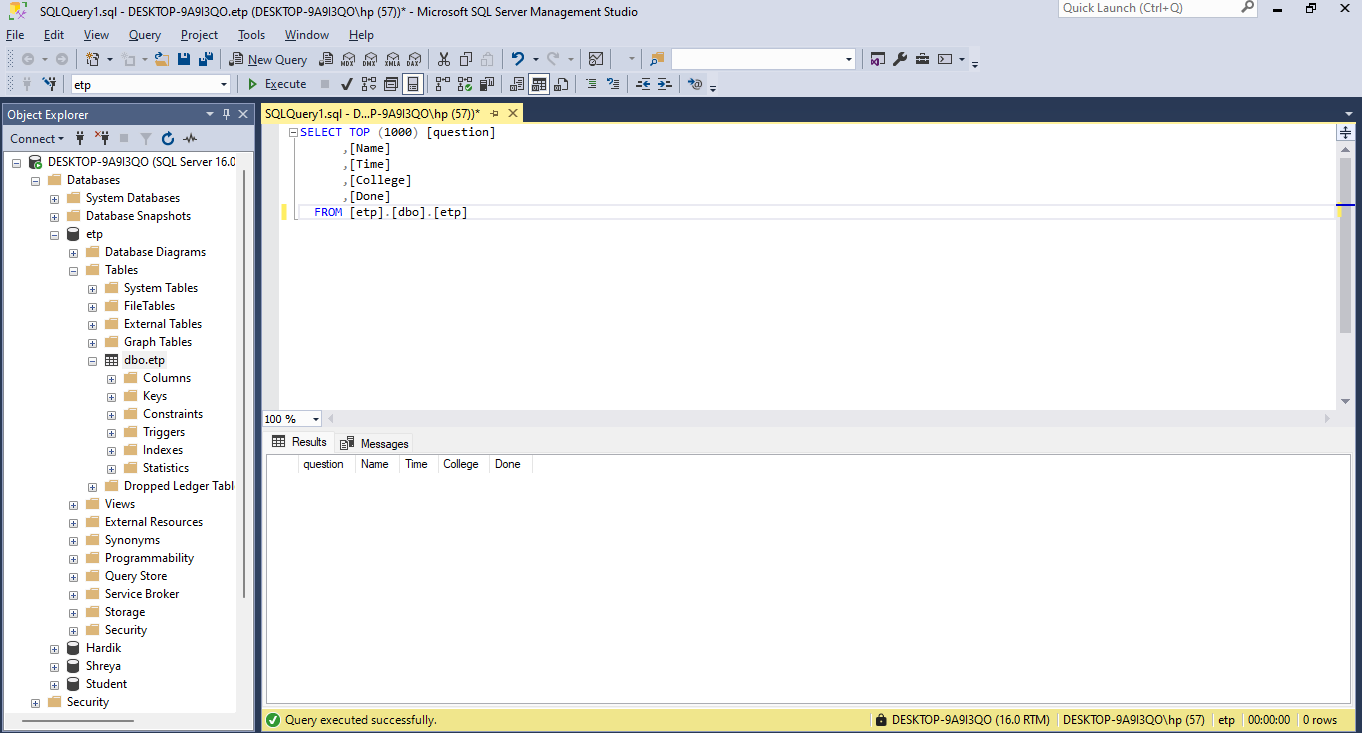 SQLQuery1.sql - DESKTOP-9A9I3QO.etp (DESKTOP-9A9I3QO\hp (57))* - Microsoft SQL Server Management Studio
Quick Launch (Ctrl+Q)
File Edit View Query Project Tools Window Help
New Query
MDX DMX XMLA DAX
etp
Execute
Object Explorer
Connect
DESKTOP-9A9I3QO (SQL Server 16.0
Databases
System Databases
Database Snapshots
etp
Database Diagrams
Tables
System Tables
FileTables
External Tables
Graph Tables
dbo.etp
Columns
Keys
Constraints
Triggers
Indexes
Statistics
Dropped Ledger Tabl
Views
External Resources
Synonyms
Programmability
Query Store
Service Broker
Storage
Security
Hardik
Shreya
Student
Security
SQLQuery1.sql - D...P-9A9I3QO\hp (57))*
SELECT TOP (1000) [question]
,[Name]
,[Time]
,[College]
,[Done]
FROM [etp].[dbo].[etp]
100 %
Results Messages
question Name Time College Done
Query executed successfully.
DESKTOP-9A9I3QO (16.0 RTM) DESKTOP-9A9I3QO\hp (57) etp 00:00:00 0 rows